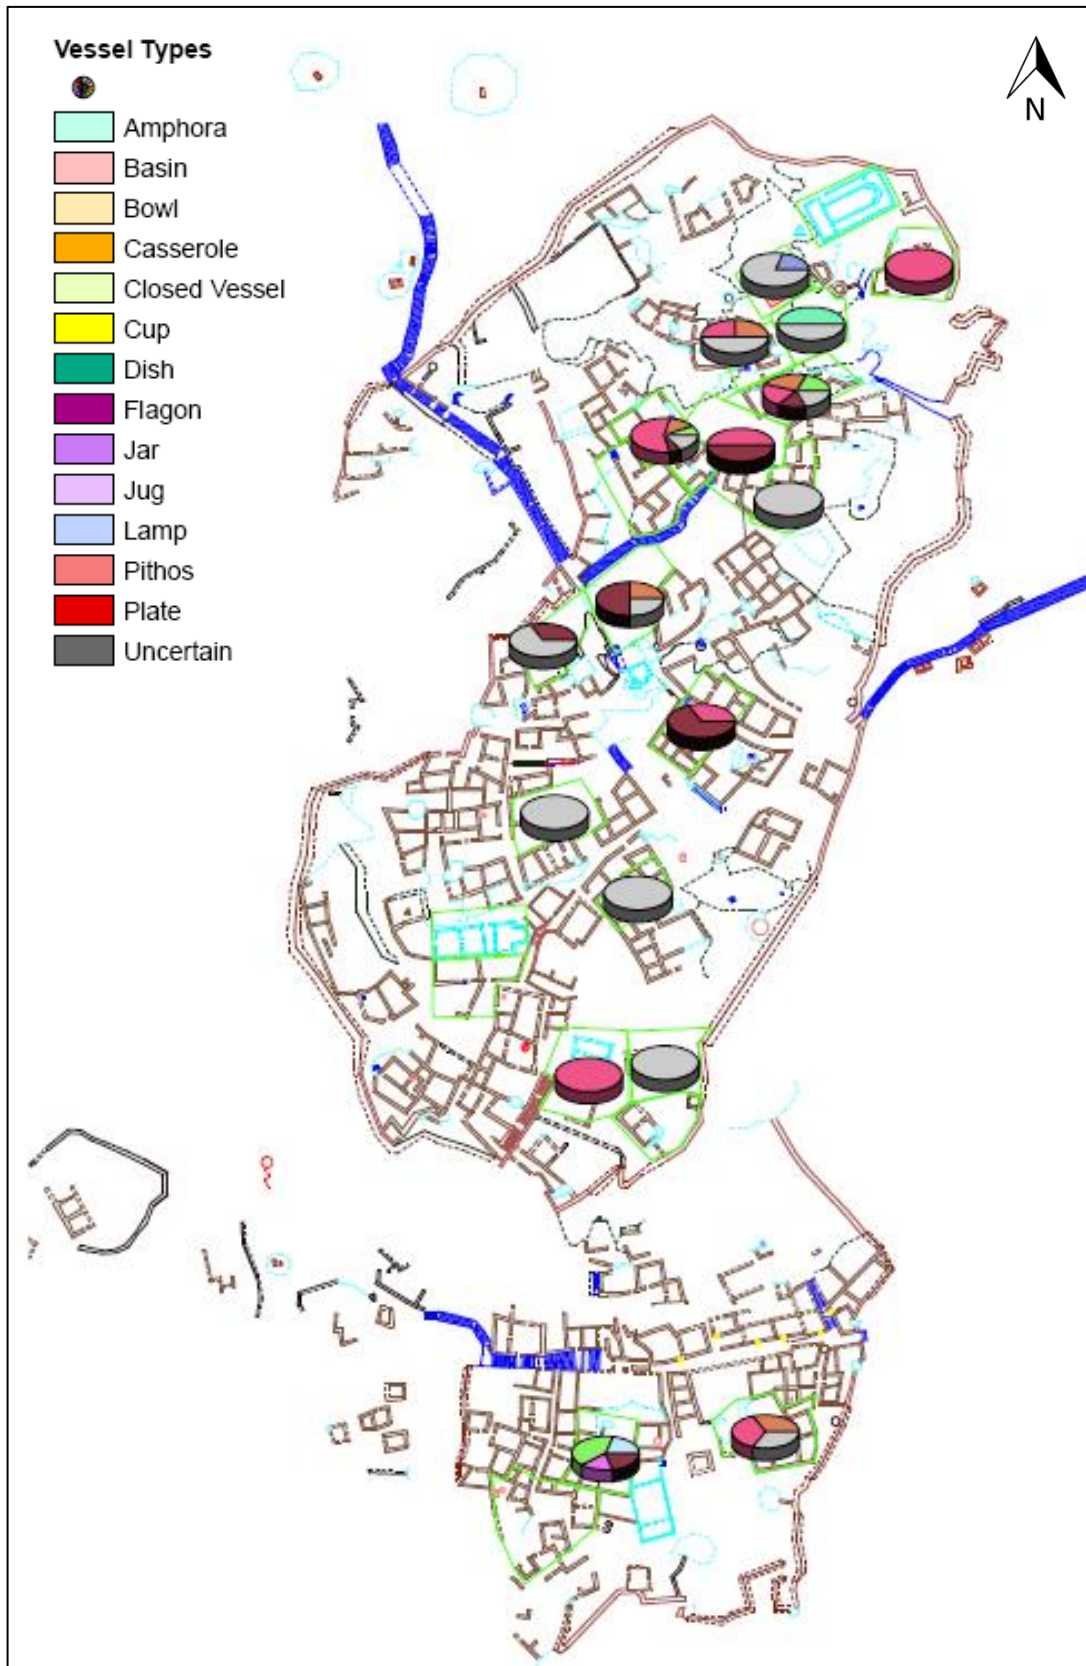 Vessel Types
Amphora
Basin
Bowl
Casserole
Closed Vessel
Cup
Dish
Flagon
Jar
Jug
Lamp
Pithos
Plate
Uncertain
N